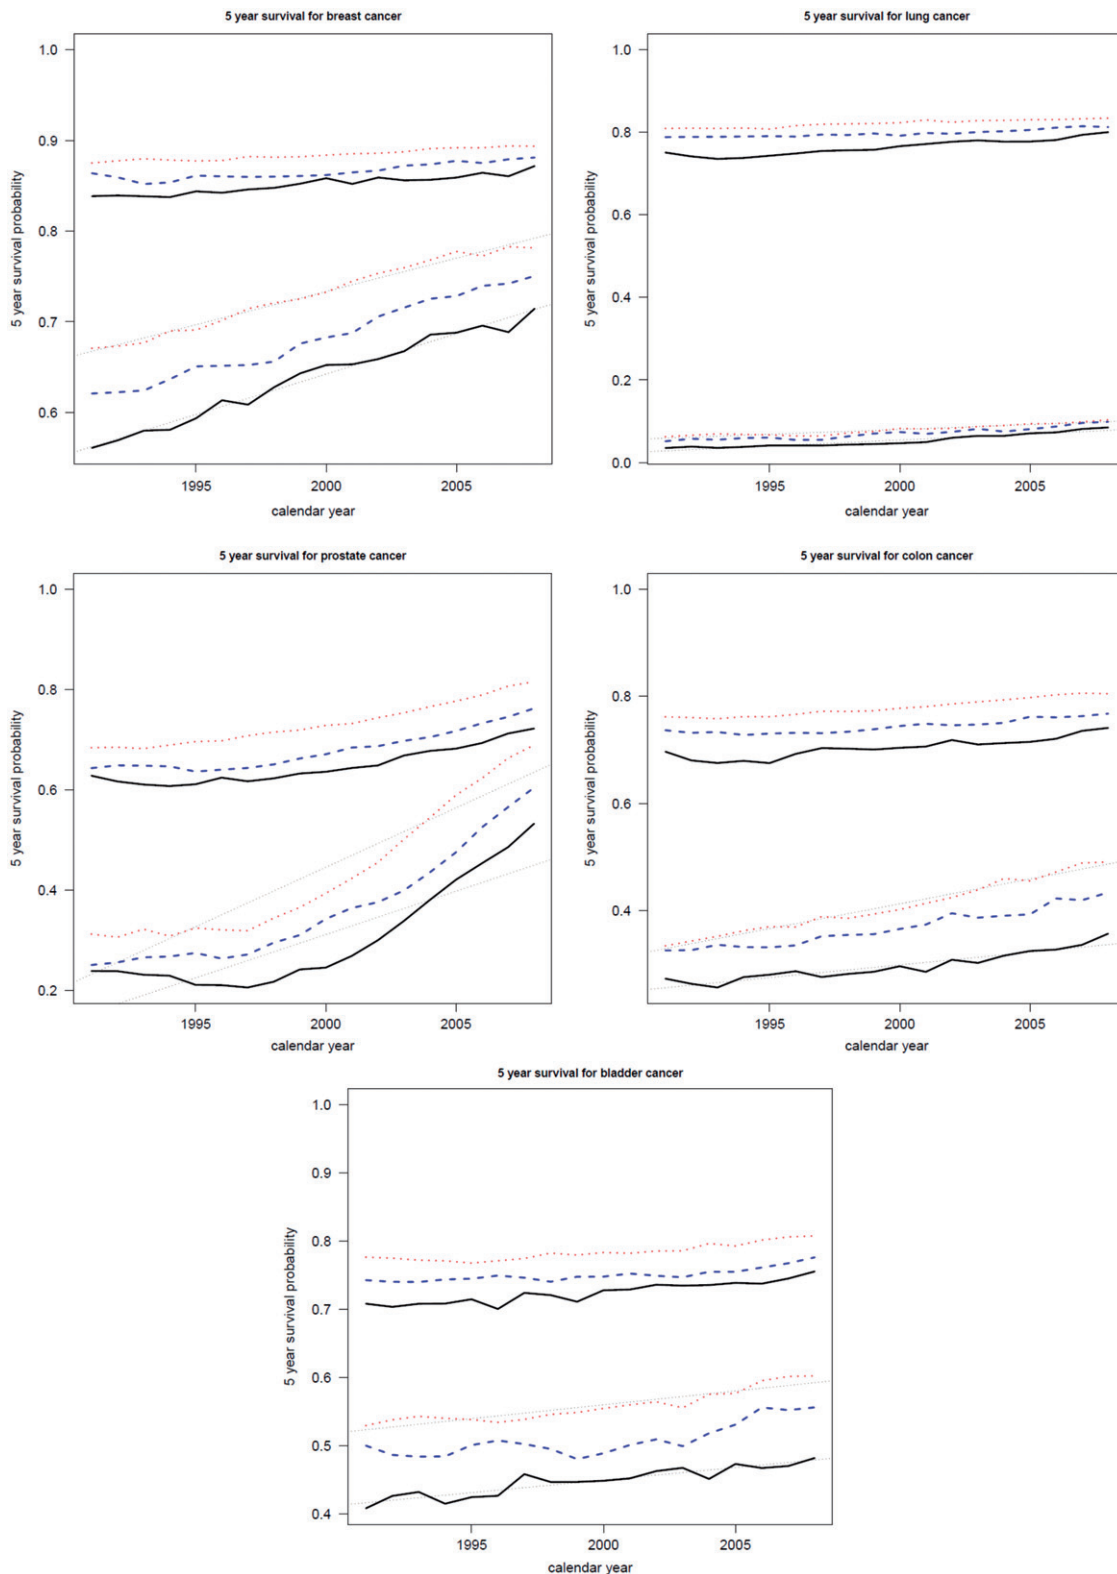 5 year survival for breast cancer
1.0
0.9
0.8
0.7
0.6
5 year survival probability
1995 2000 2005
calendar year
5 year survival for lung cancer
1.0
0.8
0.6
0.4
0.2
0.0
5 year survival probability
1995 2000 2005
calendar year
5 year survival for prostate cancer
1.0
0.8
0.6
0.4
0.2
5 year survival probability
1995 2000 2005
calendar year
5 year survival for colon cancer
1.0
0.8
0.6
0.4
5 year survival probability
1995 2000 2005
calendar year
5 year survival for bladder cancer
1.0
0.9
0.8
0.7
0.6
0.5
0.4
5 year survival probability
1995 2000 2005
calendar year